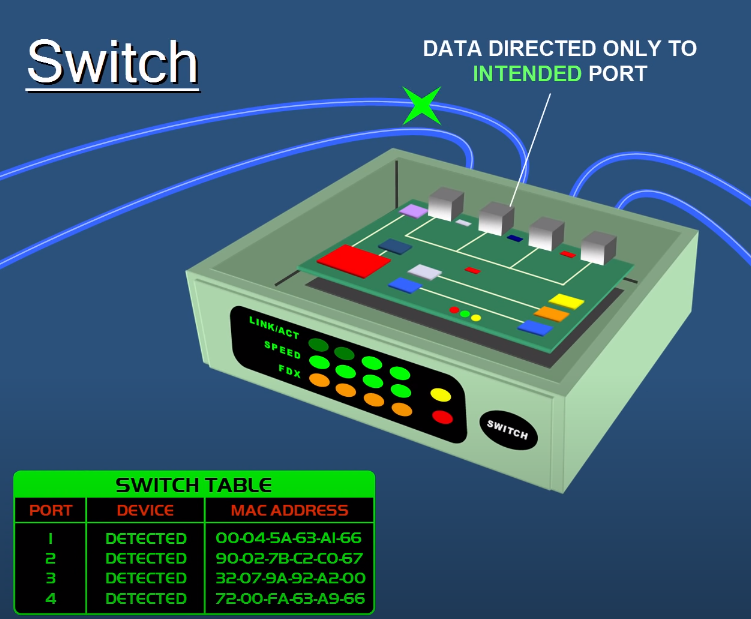 Switch
DATA DIRECTED ONLY TO
INTENDED PORT
LINK/ACT
SPEED
FDX
SWITCH
SWITCH TABLE
PORT DEVICE MAC ADDRESS
1 DETECTED 00-04-5A-63-A1-66
2 DETECTED 90-02-7B-C2-C0-67
3 DETECTED 32-07-9A-92-A2-00
4 DETECTED 72-00-FA-63-A9-66